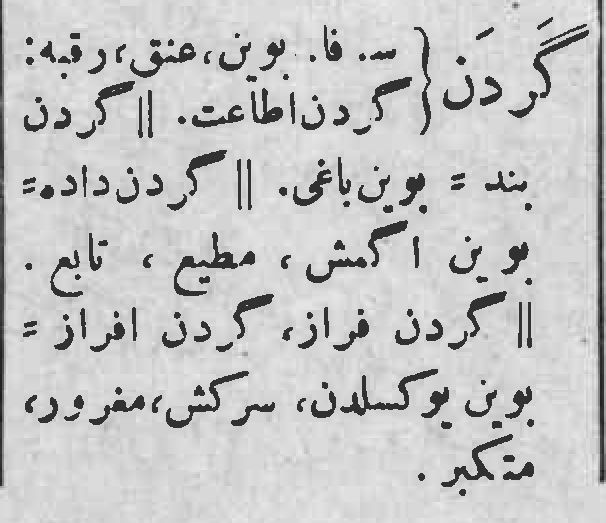 گَردَن { س. فا. بوین، عنق، رقبه:
گردن اطاعت. || گردن
بند = بوین باغی. || گردن داده =
بوین اگمش، مطیع، تابع.
|| گردن فراز، گردن افراز =
بوین یوکسلدن، سرکش، مغرور،
متکبر.